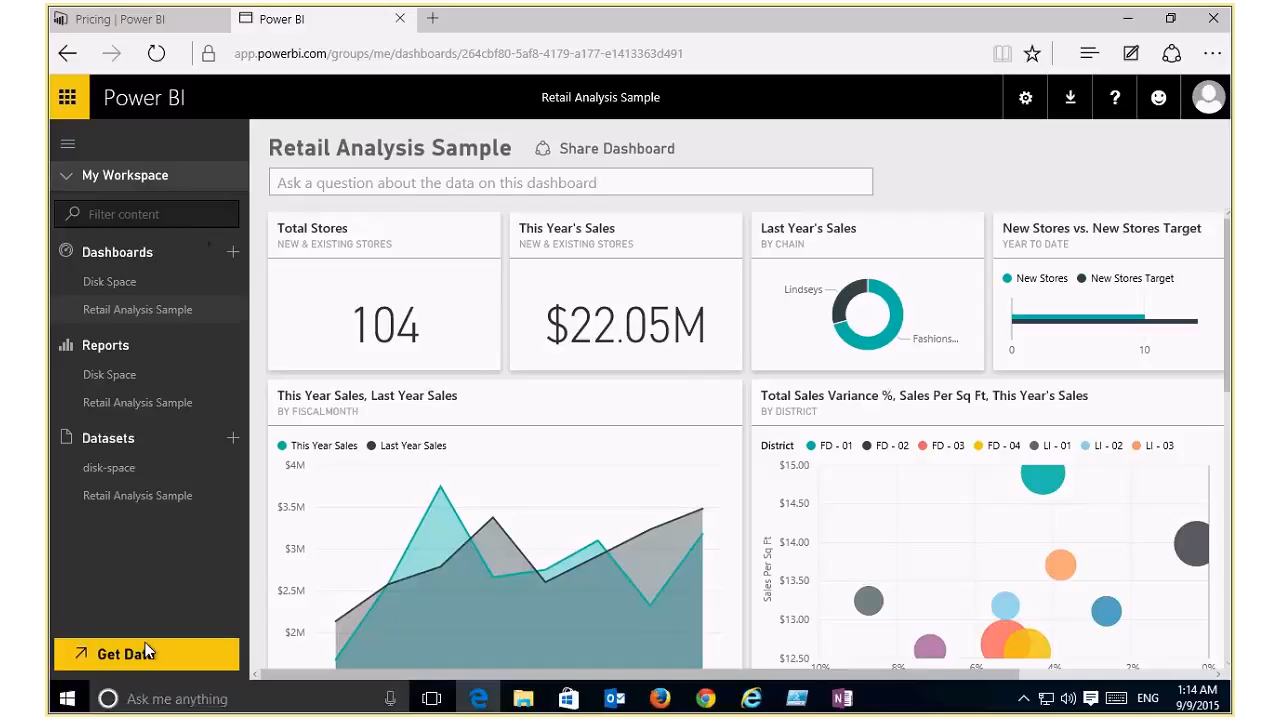 Pricing | Power BI
Power BI
app.powerbi.com/groups/me/dashboards/264cbf80-5af8-4179-a177-e1413363d491
Power BI
Retail Analysis Sample
My Workspace
Filter content
Dashboards
Disk Space
Retail Analysis Sample
Reports
Disk Space
Retail Analysis Sample
Datasets
disk-space
Retail Analysis Sample
Get Data
Retail Analysis Sample
Share Dashboard
Ask a question about the data on this dashboard
Total Stores
NEW & EXISTING STORES
104
This Year's Sales
NEW & EXISTING STORES
$22.05M
Last Year's Sales
BY CHAIN
Lindseys
Fashions...
New Stores vs. New Stores Target
YEAR TO DATE
New Stores New Stores Target
0 10
This Year Sales, Last Year Sales
BY FISCALMONTH
This Year Sales Last Year Sales
$4M
$3.5M
$3M
$2.5M
$2M
Total Sales Variance %, Sales Per Sq Ft, This Year's Sales
BY DISTRICT
District FD - 01 FD - 02 FD - 03 FD - 04 LI - 01 LI - 02 LI - 03
Sales Per Sq Ft
$15.00
$14.50
$14.00
$13.50
$13.00
$12.50
10% 8% 6% 4% 2% 0%
Ask me anything
ENG
1:14 AM
9/9/2015